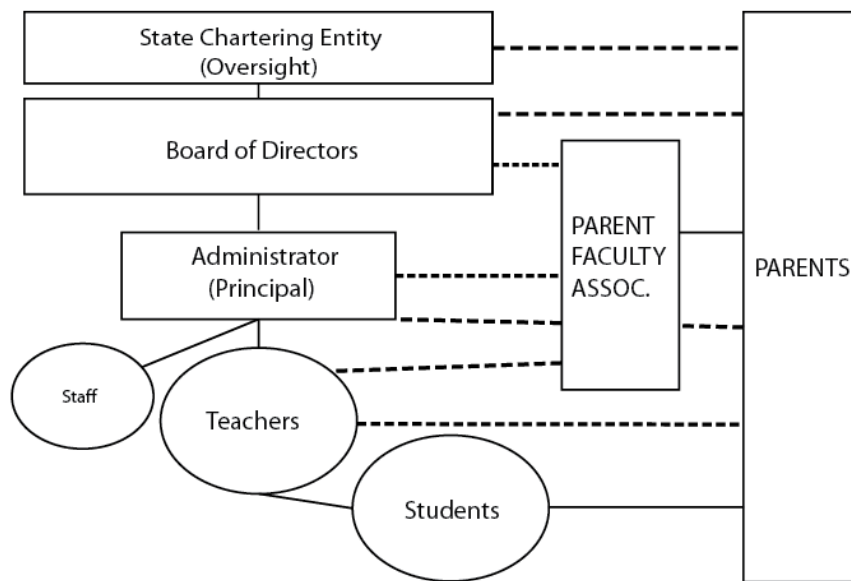 State Chartering Entity
(Oversight)
Board of Directors
PARENT
FACULTY
ASSOC.
PARENTS
Administrator
(Principal)
Staff
Teachers
Students